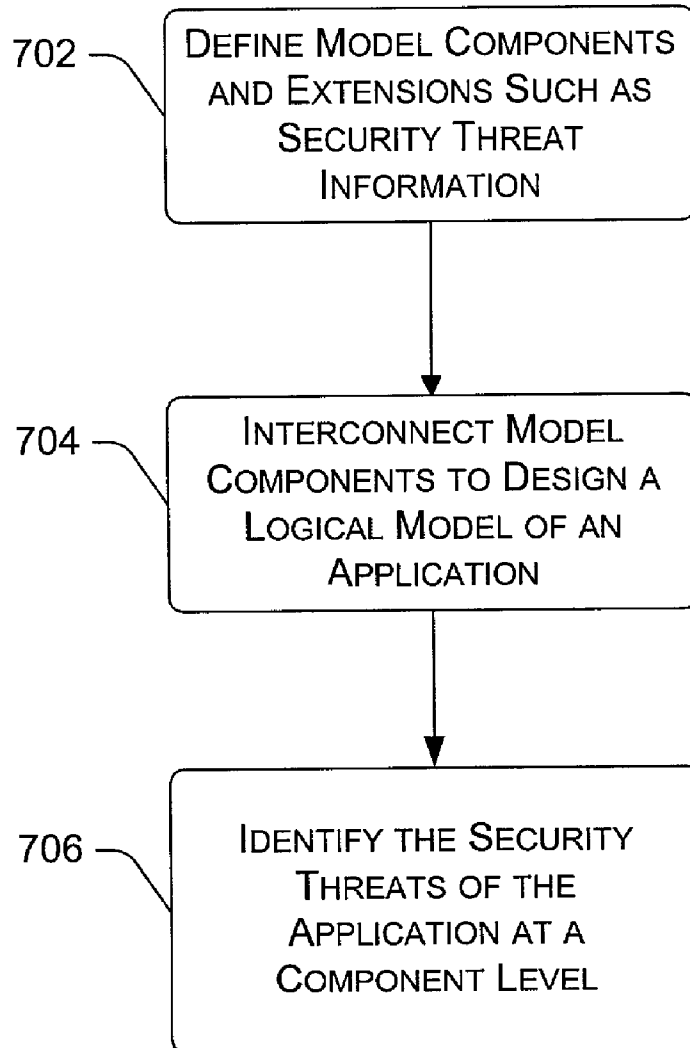 702
DEFINE MODEL COMPONENTS
AND EXTENSIONS SUCH AS
SECURITY THREAT
INFORMATION
704
INTERCONNECT MODEL
COMPONENTS TO DESIGN A
LOGICAL MODEL OF AN
APPLICATION
706
IDENTIFY THE SECURITY
THREATS OF THE
APPLICATION AT A
COMPONENT LEVEL